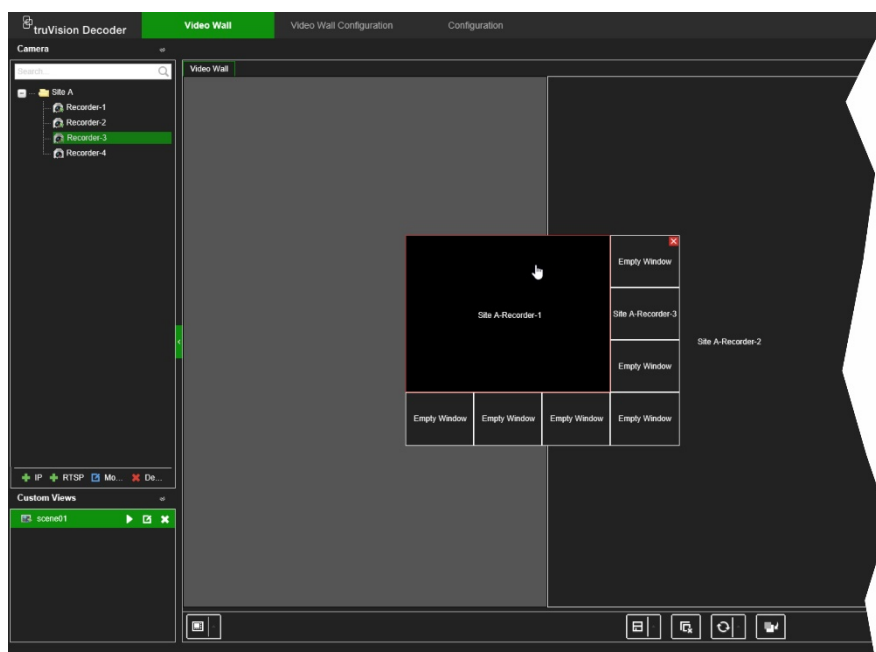 truVision Decoder
Video Wall
Video Wall Configuration
Configuration
Camera
Search...
Site A
Recorder-1
Recorder-2
Recorder-3
Recorder-4
IP RTSP Mo... De...
Custom Views
scene01
Video Wall
Site A-Recorder-1
Empty Window
Site A-Recorder-3
Empty Window
Site A-Recorder-2
Empty Window Empty Window Empty Window Empty Window